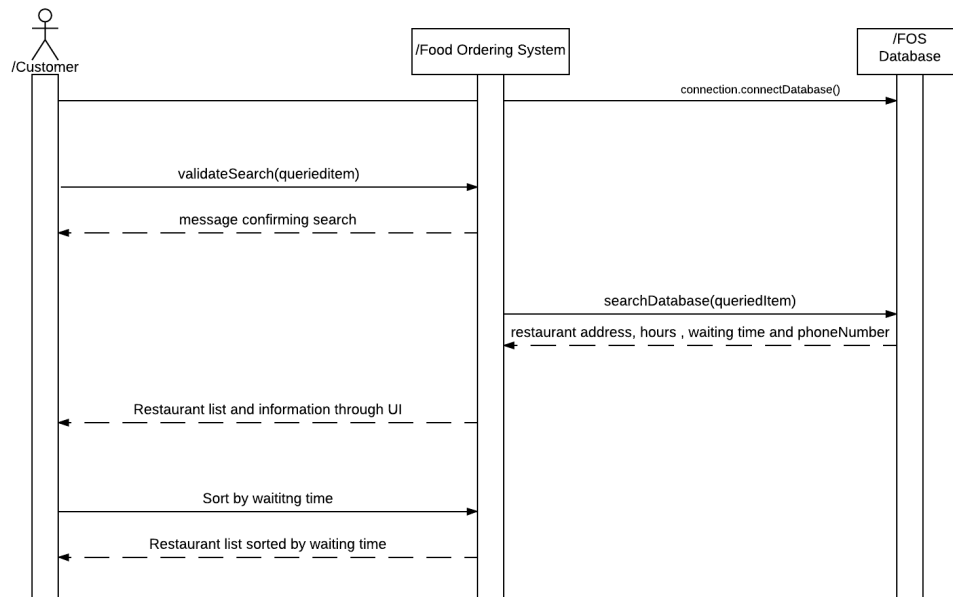 /Customer
/Food Ordering System
/FOS
Database
connection.connectDatabase()
validateSearch(querieditem)
message confirming search
searchDatabase(queriedItem)
restaurant address, hours , waiting time and phoneNumber
Restaurant list and information through UI
Sort by waititng time
Restaurant list sorted by waiting time